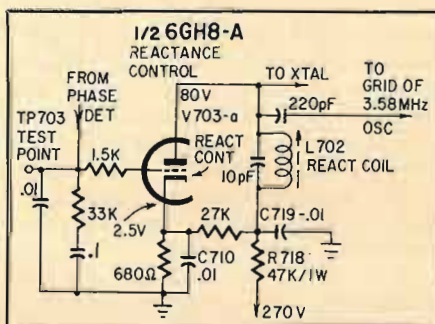 1/2 6GH8-A
REACTANCE
CONTROL
FROM
PHASE
DET
TO XTAL
TO
GRID OF
3.58MHz
OSC
80V
220pF
TP703
TEST
POINT
V703-a
REACT
CONT
L702
REACT COIL
1.5K
10pF
.01
33K
2.5V
27K
C719-.01
.1
680Ω
C710
.01
R718
47K/1W
270V